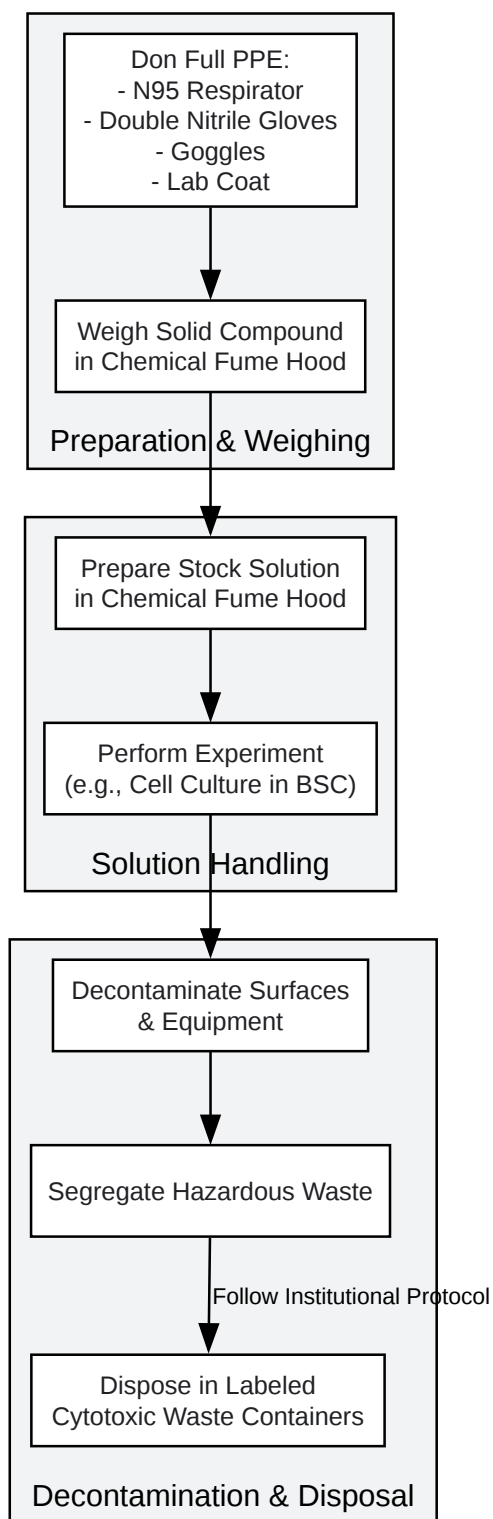 Don Full PPE:
- N95 Respirator
- Double Nitrile Gloves
- Goggles
- Lab Coat
Weigh Solid Compound
in Chemical Fume Hood
Preparation & Weighing
Prepare Stock Solution
in Chemical Fume Hood
Perform Experiment
(e.g., Cell Culture in BSC)
Solution Handling
Decontaminate Surfaces
& Equipment
Segregate Hazardous Waste
Follow Institutional Protocol
Dispose in Labeled
Cytotoxic Waste Containers
Decontamination & Disposal